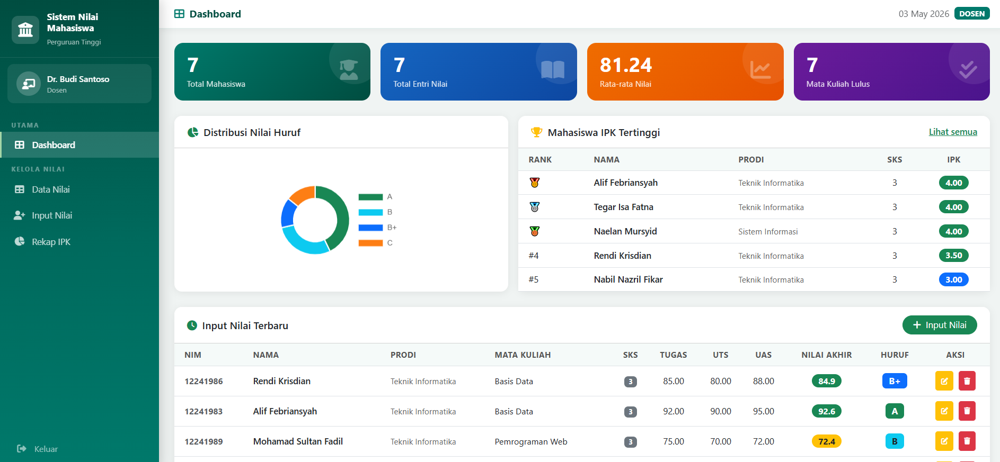 Sistem Nilai
Mahasiswa
Perguruan Tinggi
Dr. Budi Santoso
Dosen
UTAMA
Dashboard
KELOLA NILAI
Data Nilai
Input Nilai
Rekap IPK
Keluar
Dashboard
03 May 2026 DOSEN
7
Total Mahasiswa
7
Total Entri Nilai
81.24
Rata-rata Nilai
7
Mata Kuliah Lulus
Distribusi Nilai Huruf
A
B
B+
C
Mahasiswa IPK Tertinggi Lihat semua
RANK NAMA PRODI SKS IPK
Alif Febriansyah Teknik Informatika 3 4.00
Tegar Isa Fatna Teknik Informatika 3 4.00
Naelan Mursyid Sistem Informasi 3 4.00
#4 Rendi Krisdian Teknik Informatika 3 3.50
#5 Nabil Nazril Fikar Teknik Informatika 3 3.00
Input Nilai Terbaru + Input Nilai
NIM NAMA PRODI MATA KULIAH SKS TUGAS UTS UAS NILAI AKHIR HURUF AKSI
12241986 Rendi Krisdian Teknik Informatika Basis Data 3 85.00 80.00 88.00 84.9 B+
12241983 Alif Febriansyah Teknik Informatika Basis Data 3 92.00 90.00 95.00 92.6 A
12241989 Mohamad Sultan Fadil Teknik Informatika Pemrograman Web 3 75.00 70.00 72.00 72.4 B